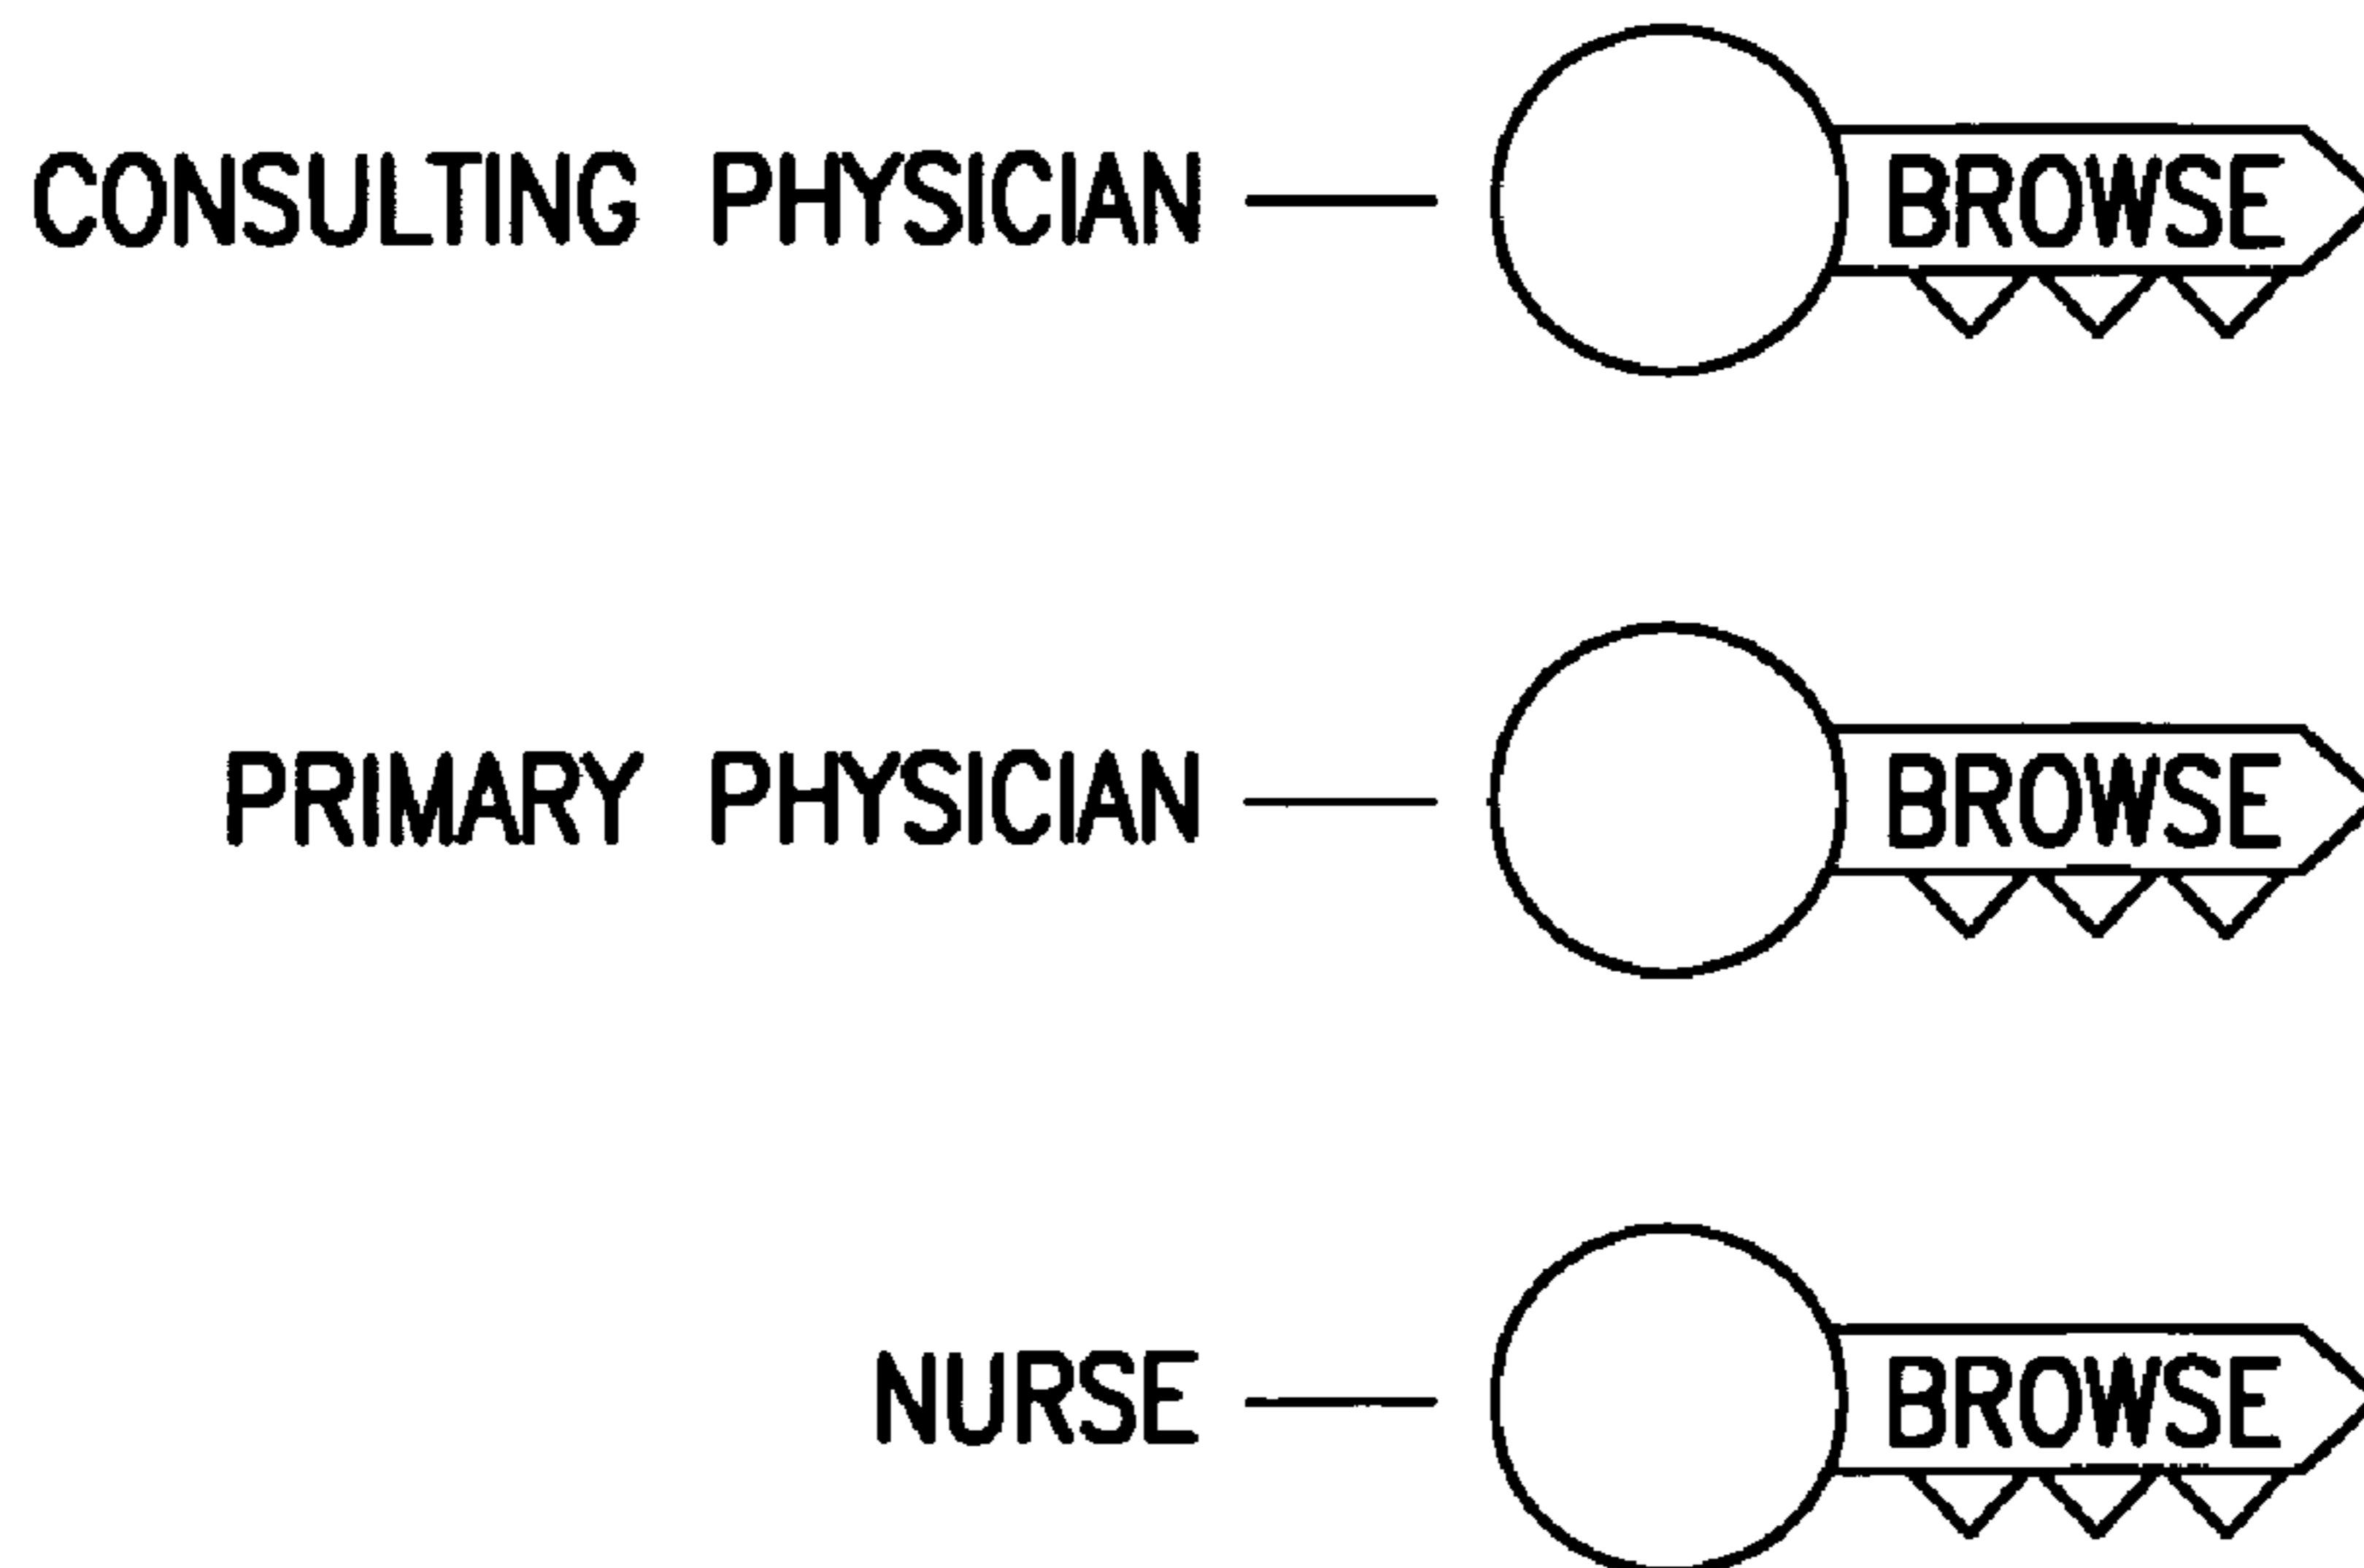 CONSULTING PHYSICIAN — BROWSE
PRIMARY PHYSICIAN — BROWSE
NURSE — BROWSE